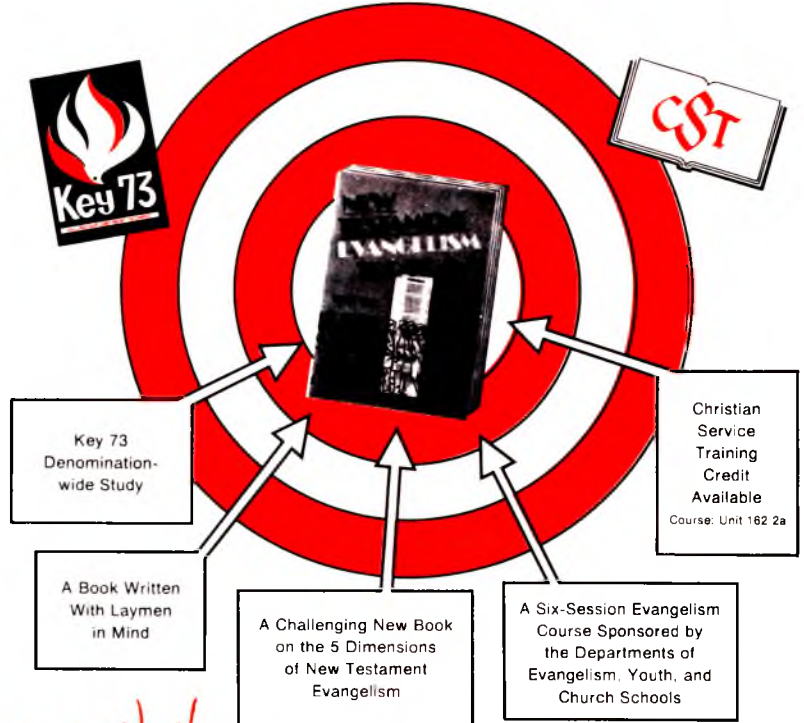 Key 73
CST
NEW
TESTAMENT
EVANGELISM
Key 73
Denomination-
wide Study
A Book Written
With Laymen
in Mind
A Challenging New Book
on the 5 Dimensions
of New Testament
Evangelism
A Six-Session Evangelism
Course Sponsored by
the Departments of
Evangelism, Youth, and
Church Schools
Christian
Service
Training
Credit
Available
Course: Unit 162 2a